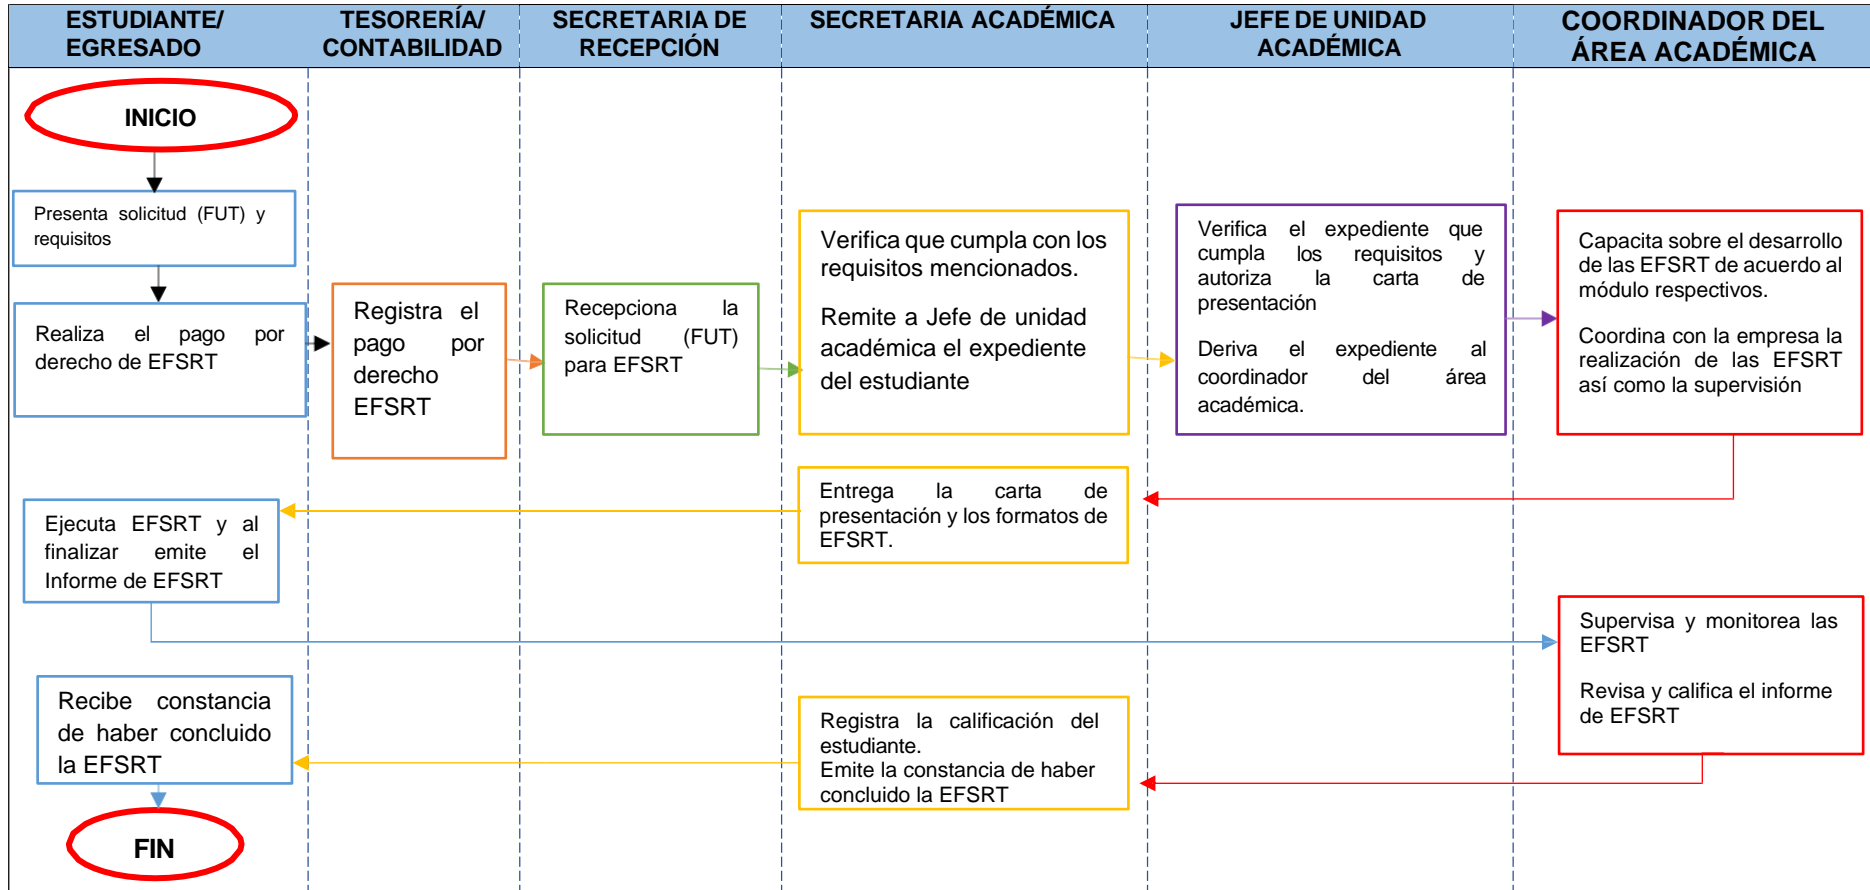 ESTUDIANTE/
EGRESADO
TESORERÍA/
CONTABILIDAD
SECRETARIA DE
RECEPCIÓN
SECRETARIA ACADÉMICA
JEFE DE UNIDAD
ACADÉMICA
COORDINADOR DEL
ÁREA ACADÉMICA
INICIO
Presenta solicitud (FUT) y
requisitos
Realiza el pago por
derecho de EFSRT
Registra el
pago por
derecho
EFSRT
Recepciona la
solicitud (FUT)
para EFSRT
Verifica que cumpla con los
requisitos mencionados.
Remite a Jefe de unidad
académica el expediente
del estudiante
Verifica el expediente que
cumpla los requisitos y
autoriza la carta de
presentación
Deriva el expediente al
coordinador del área
académica.
Capacita sobre el desarrollo
de las EFSRT de acuerdo al
módulo respectivos.
Coordina con la empresa la
realización de las EFSRT
así como la supervisión
Entrega la carta de
presentación y los formatos de
EFSRT.
Ejecuta EFSRT y al
finalizar emite el
Informe de EFSRT
Supervisa y monitorea las
EFSRT
Revisa y califica el informe
de EFSRT
Registra la calificación del
estudiante.
Emite la constancia de haber
concluido la EFSRT
Recibe constancia
de haber concluido
la EFSRT
FIN